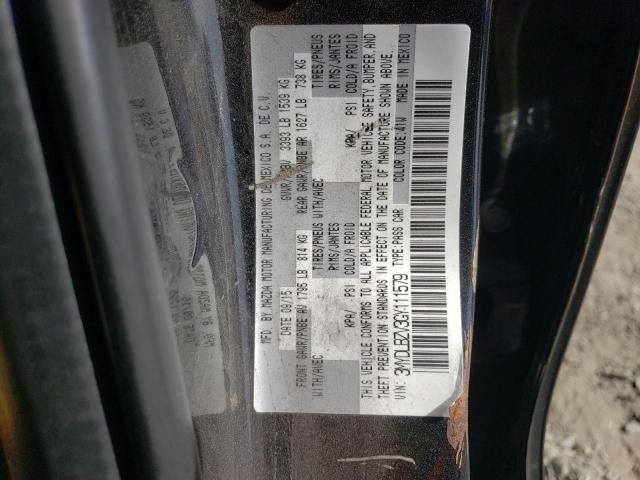 MFD. BY MAZDA MOTOR MANUFACTURING DE MEXICO S.A. DE C.V.
DATE 09/15 GVWR/PBV 3393 LB 1539 KG
FRONT GAWR/PNBE AV 1795 LB 814 KG REAR GAWR/PNBE AR 1627 LB 738 KG
WITH/AVEC TIRES/PNEUS WITH/AVEC TIRES/PNEUS
RIMS/JANTES RIMS/JANTES
KPA/ PSI COLD/A FROID KPA/ PSI COLD/A FROID
THIS VEHICLE CONFORMS TO ALL APPLICABLE FEDERAL MOTOR VEHICLE SAFETY, BUMPER, AND
THEFT PREVENTION STANDARDS IN EFFECT ON THE DATE OF MANUFACTURE SHOWN ABOVE.
VIN: 3MYDLBZV3GY111579 TYPE: PASS CAR COLOR CODE: 41W MADE IN MEXICO